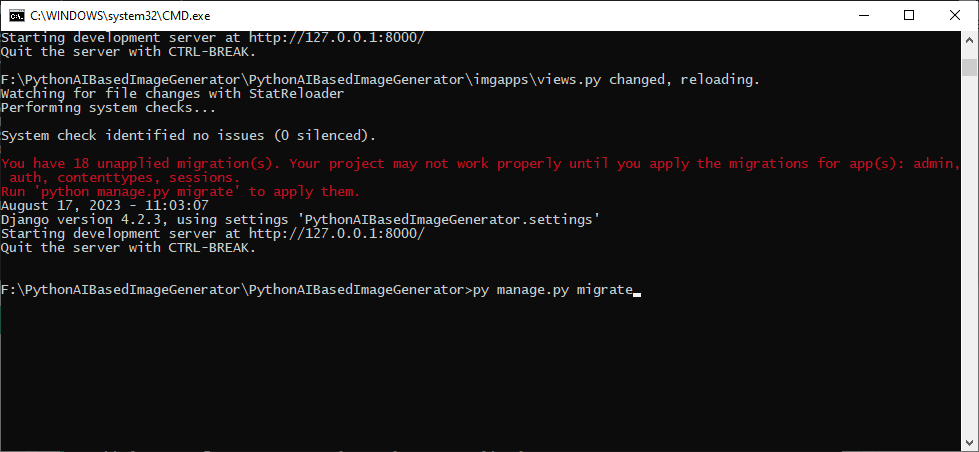 C:\WINDOWS\system32\CMD.exe
Starting development server at http://127.0.0.1:8000/
Quit the server with CTRL-BREAK.
F:\PythonAIBasedImageGenerator\PythonAIBasedImageGenerator\imgapps\views.py changed, reloading.
Watching for file changes with StatReloader
Performing system checks...
System check identified no issues (0 silenced).
You have 18 unapplied migration(s). Your project may not work properly until you apply the migrations for app(s): admin,
auth, contenttypes, sessions.
Run 'python manage.py migrate' to apply them.
August 17, 2023 - 11:03:07
Django version 4.2.3, using settings 'PythonAIBasedImageGenerator.settings'
Starting development server at http://127.0.0.1:8000/
Quit the server with CTRL-BREAK.
F:\PythonAIBasedImageGenerator\PythonAIBasedImageGenerator>py manage.py migrate